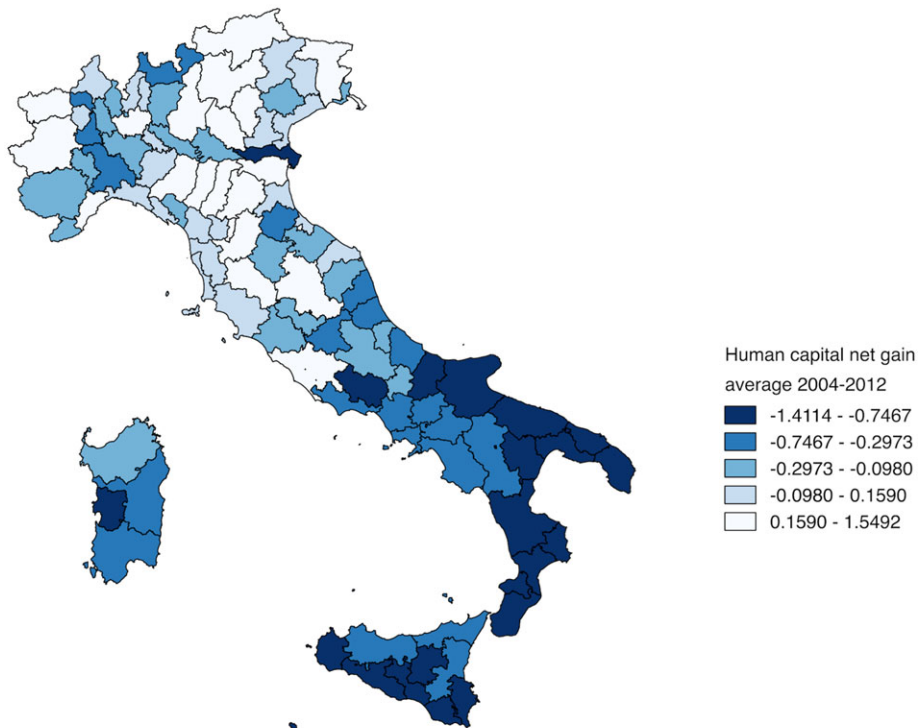 Human capital net gain
average 2004-2012
-1.4114 - -0.7467
-0.7467 - -0.2973
-0.2973 - -0.0980
-0.0980 - 0.1590
0.1590 - 1.5492